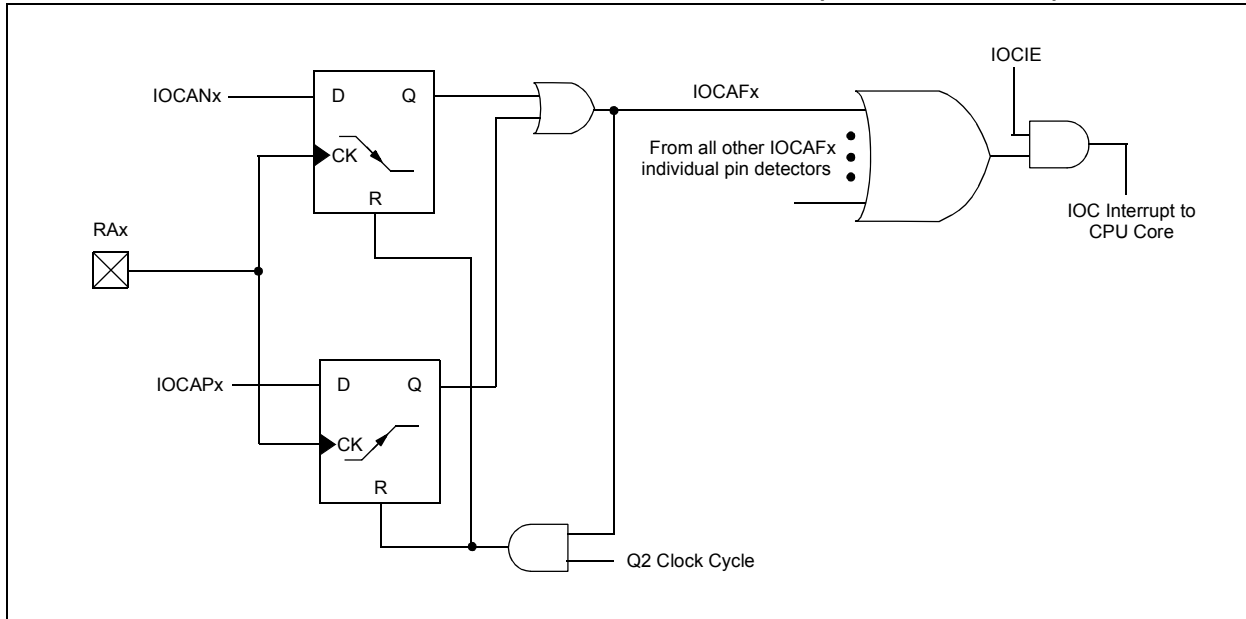 IOCIE
IOCANx
D
Q
IOCAFx
CK
From all other IOCAFx
individual pin detectors
R
IOC Interrupt to
CPU Core
RAx
IOCAPx
D
Q
CK
R
Q2 Clock Cycle